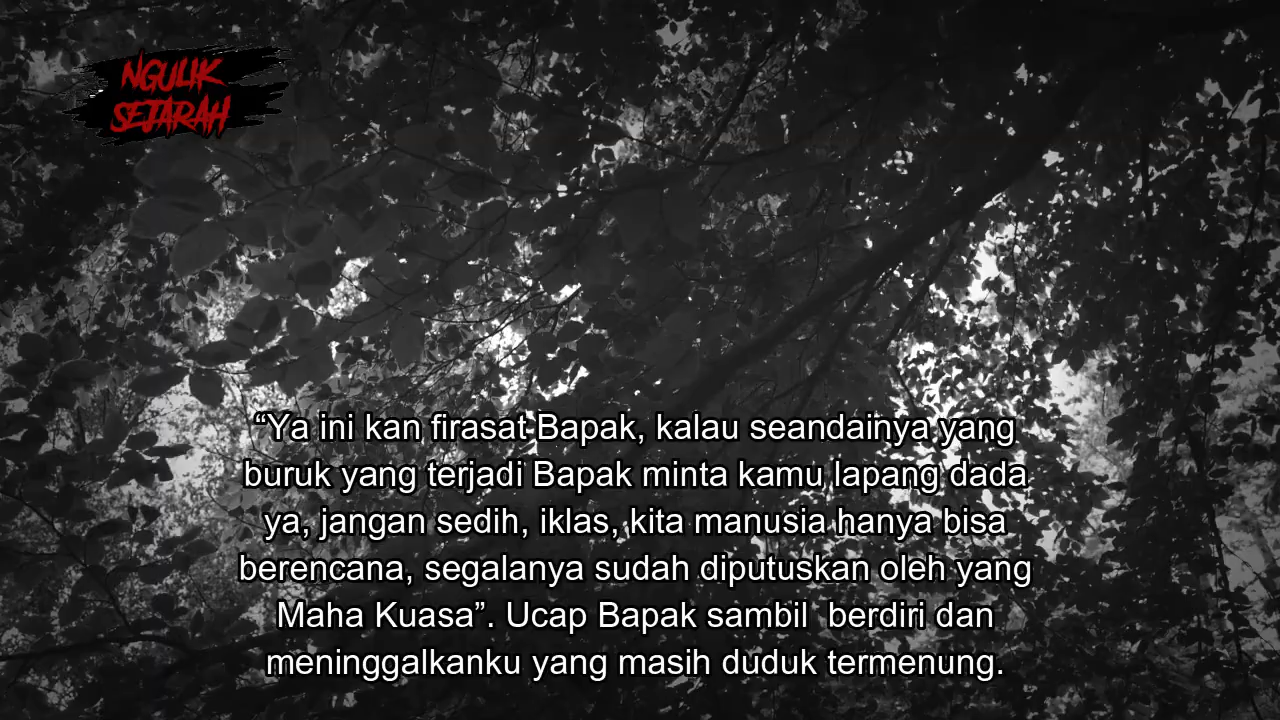 NGULIK
SEJARAH
“Ya ini kan firasat Bapak, kalau seandainya yang
buruk yang terjadi Bapak minta kamu lapang dada
ya, jangan sedih, iklas, kita manusia hanya bisa
berencana, segalanya sudah diputuskan oleh yang
Maha Kuasa”. Ucap Bapak sambil  berdiri dan
meninggalkanku yang masih duduk termenung.